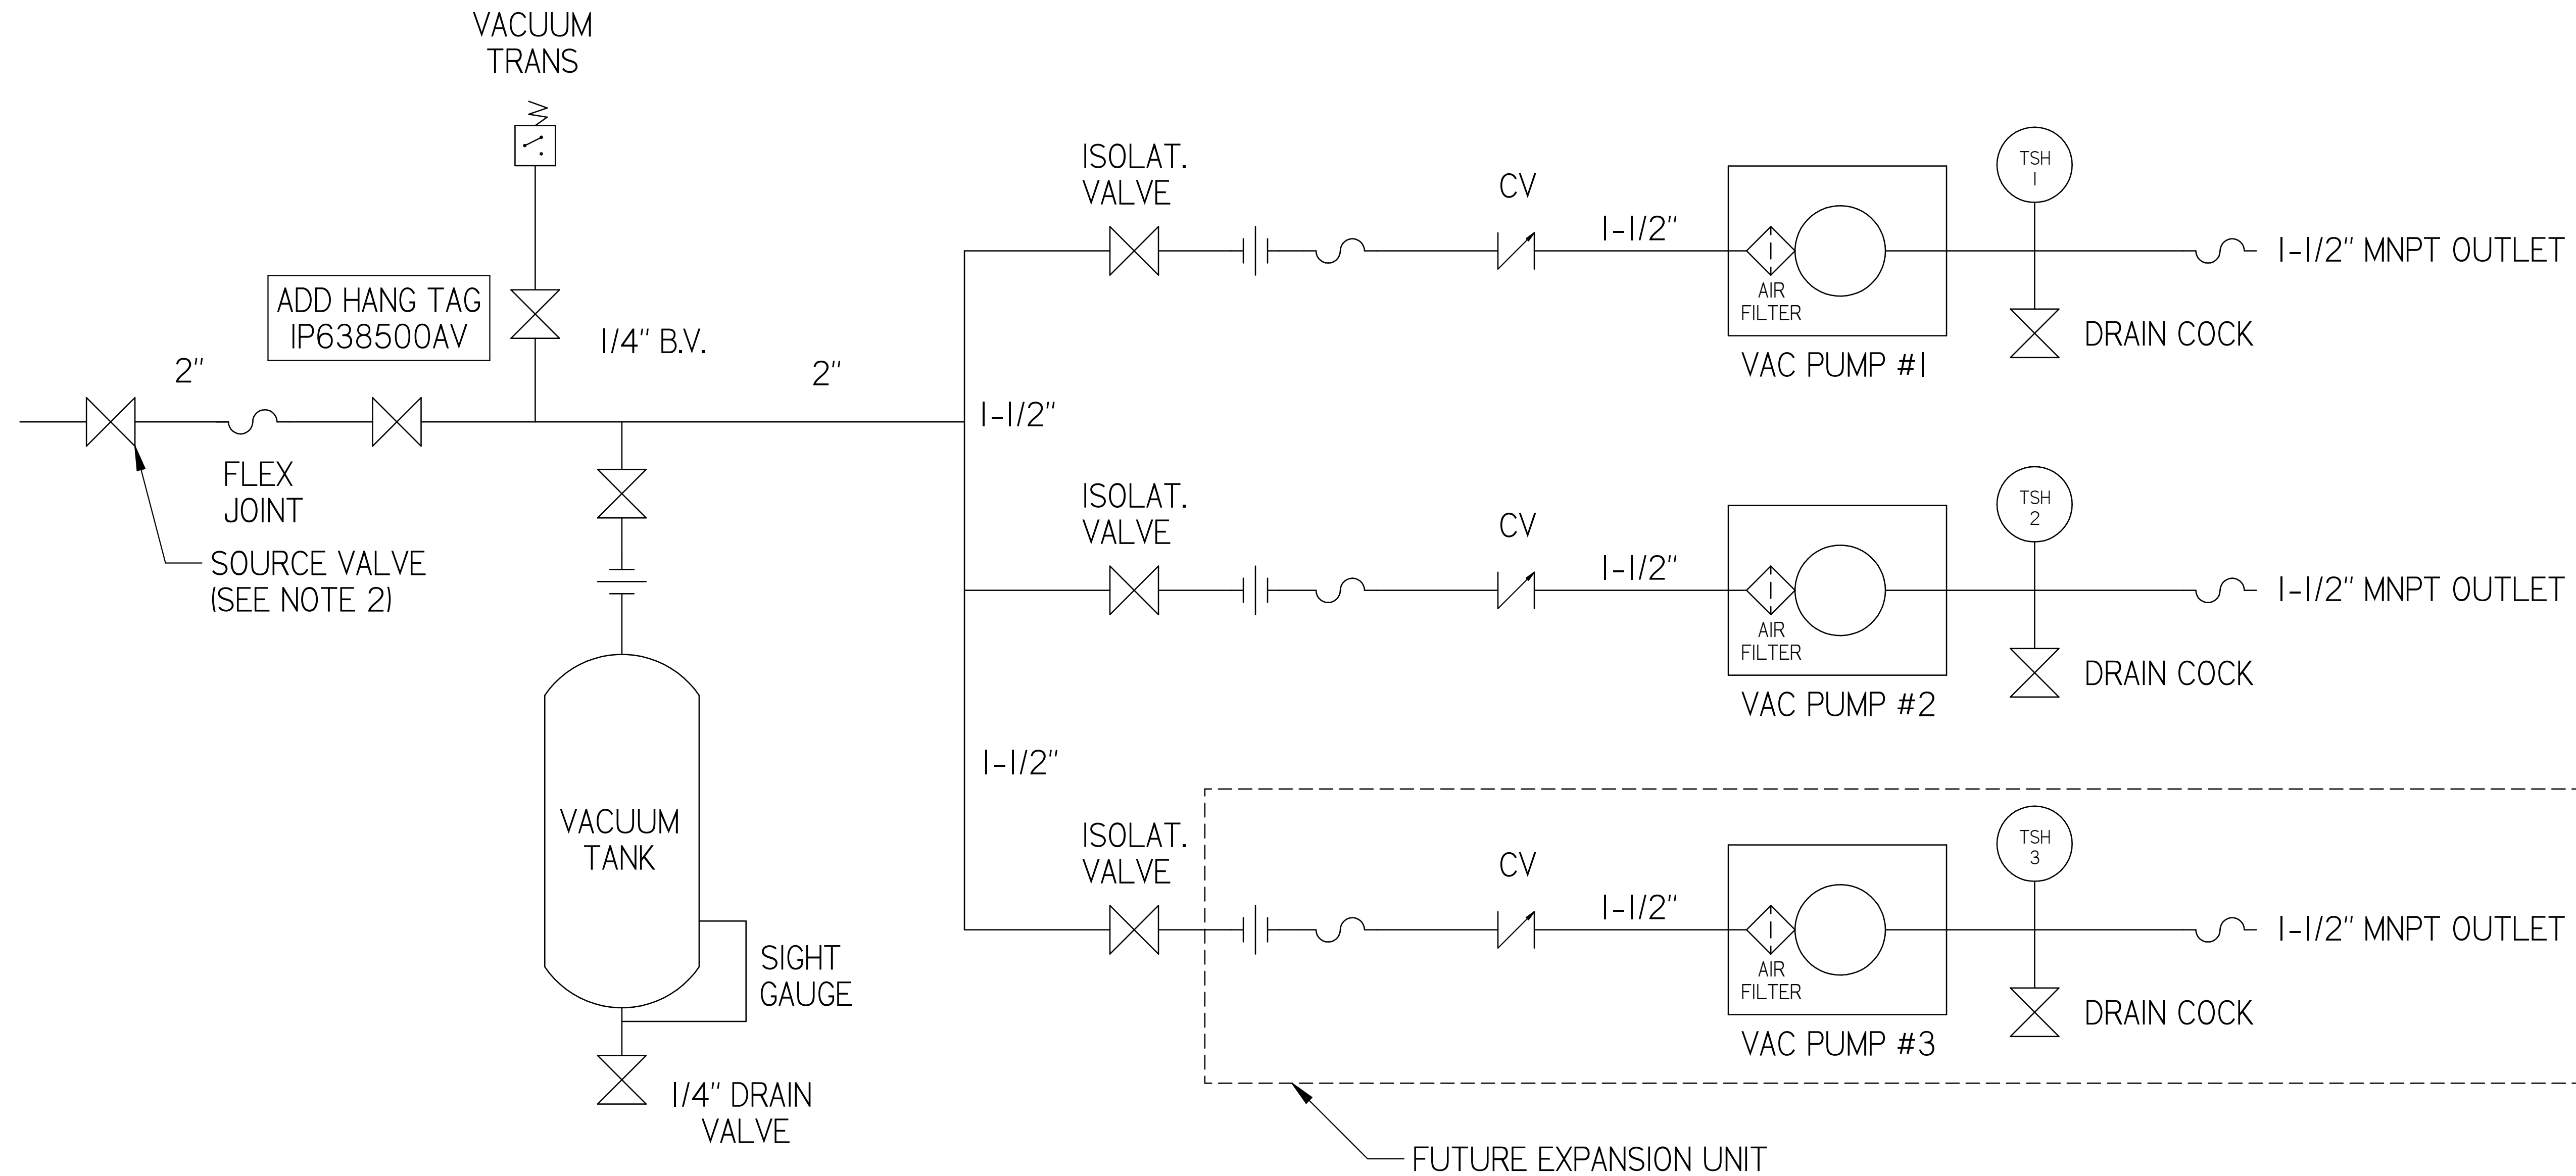 VACUUM
TRANS
ADD HANG TAG
IP638500AV
1/4" B.V.
2"
2"
FLEX
JOINT
SOURCE VALVE
(SEE NOTE 2)
VACUUM
TANK
SIGHT
GAUGE
1/4" DRAIN
VALVE
1-1/2"
1-1/2"
ISOLAT.
VALVE
CV
1-1/2"
AIR
FILTER
VAC PUMP #1
TSH
1
DRAIN COCK
1-1/2" MNPT OUTLET
ISOLAT.
VALVE
CV
1-1/2"
AIR
FILTER
VAC PUMP #2
TSH
2
DRAIN COCK
1-1/2" MNPT OUTLET
ISOLAT.
VALVE
CV
1-1/2"
AIR
FILTER
VAC PUMP #3
TSH
3
DRAIN COCK
1-1/2" MNPT OUTLET
FUTURE EXPANSION UNIT